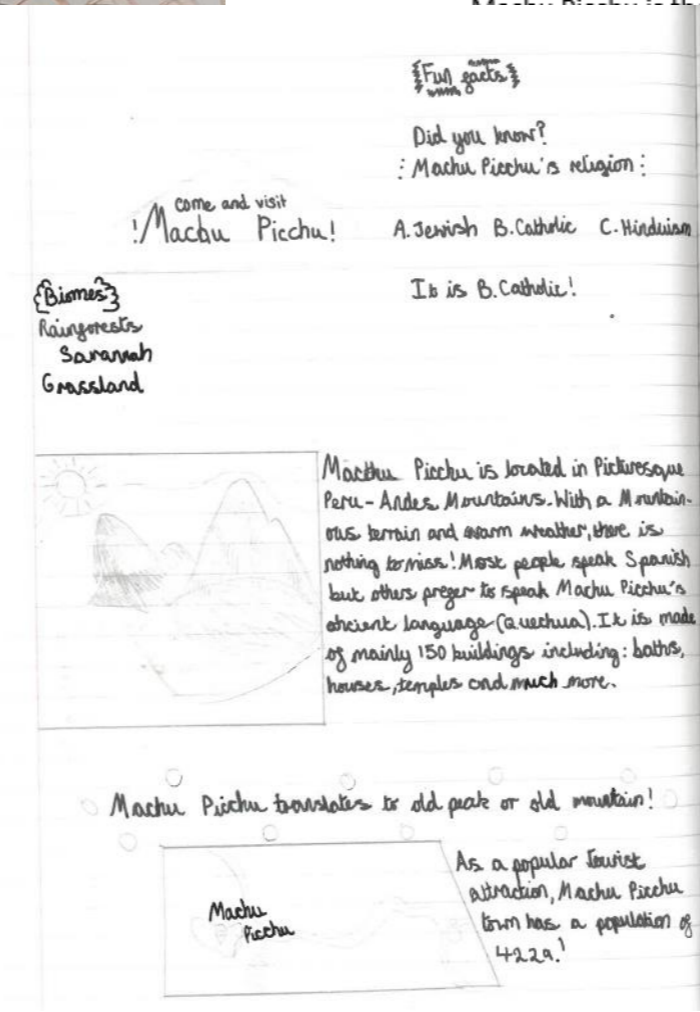 {Fun facts}
Did you know?
: Machu Picchu's religion :
A. Jewish B. Catholic C. Hinduism
It is B. Catholic!
come and visit
!Machu Picchu!
{Biomes}
Rainforests
Savannah
Grassland
Macchu Picchu is located in Picturesque
Peru - Andes Mountains. With a Mountain-
ous terrain and warm weather, there is
nothing to miss! Most people speak Spanish
but others prefer to speak Machu Picchu's
ancient language (Quechua). It is made
of mainly 150 buildings including: baths,
houses, temples and much more.
Machu Picchu translates to old peak or old mountain!
Machu
Picchu
As a popular Tourist
attraction, Machu Picchu
town has a population of
4229!